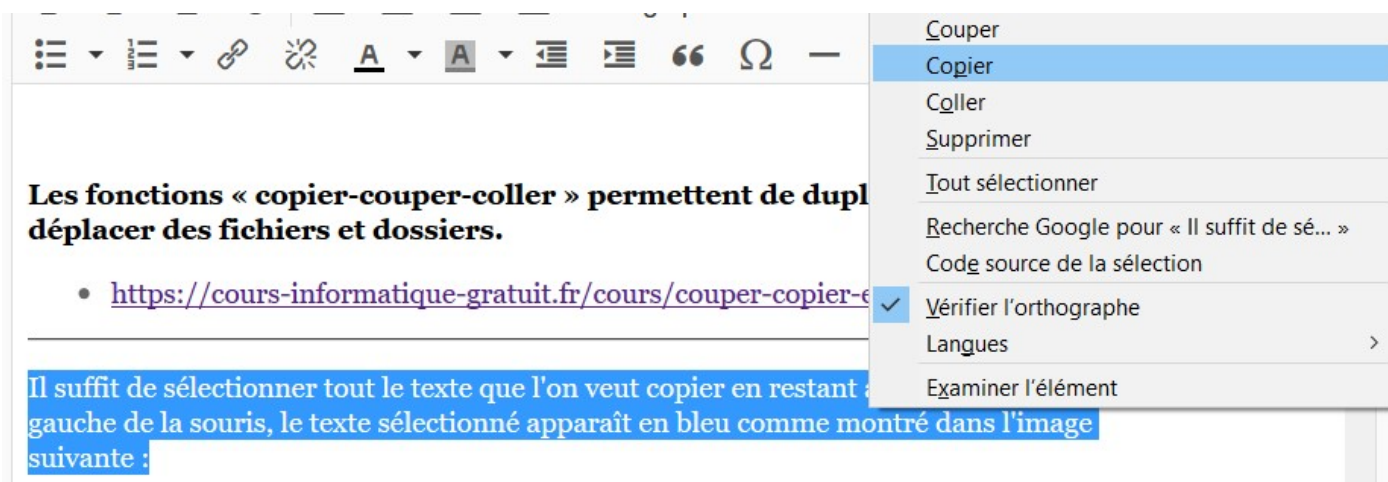 Couper
Copier
Coller
Supprimer
Tout sélectionner
Recherche Google pour « Il suffit de sé... »
Code source de la sélection
Vérifier l'orthographe
Langues
Examiner l'élément
A A Ω
Les fonctions « copier-couper-coller » permettent de
déplacer des fichiers et dossiers.
https://cours-informatique-gratuit.fr/cours/couper-copier-
Il suffit de sélectionner tout le texte que l'on veut copier en restant
gauche de la souris, le texte sélectionné apparaît en bleu comme montré dans l'image
suivante :